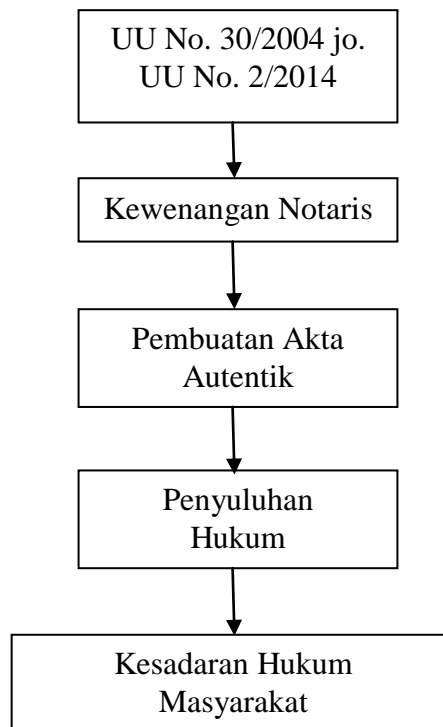 UU No. 30/2004 jo.
UU No. 2/2014
Kewenangan Notaris
Pembuatan Akta
Autentik
Penyuluhan
Hukum
Kesadaran Hukum
Masyarakat